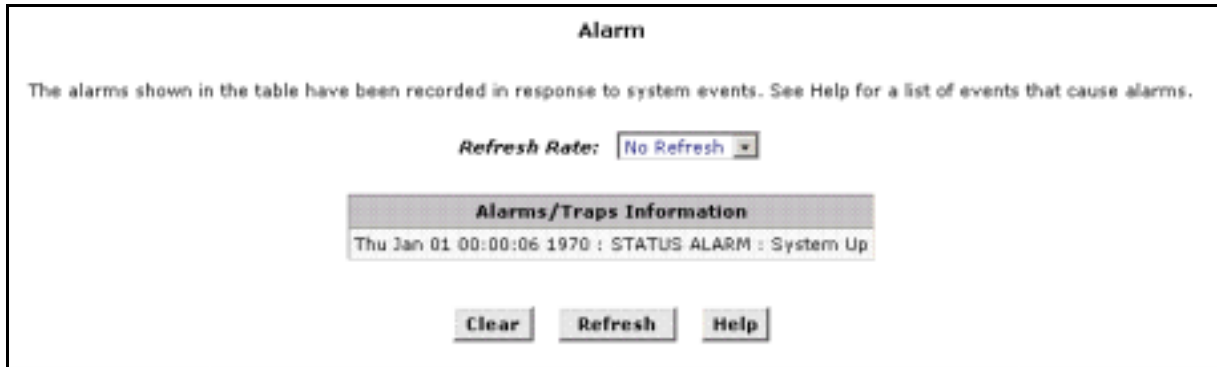 Alarm
The alarms shown in the table have been recorded in response to system events. See Help for a list of events that cause alarms.
Refresh Rate: No Refresh
Alarms/Traps Information
Thu Jan 01 00:00:06 1970 : STATUS ALARM : System Up
Clear Refresh Help